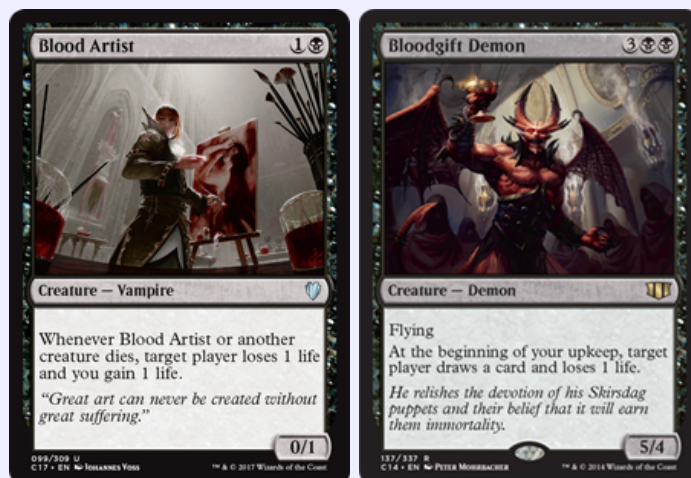 Blood Artist 1
Creature — Vampire
Whenever Blood Artist or another
creature dies, target player loses 1 life
and you gain 1 life.
“Great art can never be created without
great suffering.”
0/1
099/309 U
C17 • EN Johannes Voss
™ & © 2017 Wizards of the Coast
Bloodgift Demon 3
Creature — Demon
Flying
At the beginning of your upkeep, target
player draws a card and loses 1 life.
He relishes the devotion of his Skirsdag
puppets and their belief that it will earn
them immortality.
5/4
137/337 R
C14 • EN Peter Mohrbacher
™ & © 2014 Wizards of the Coast